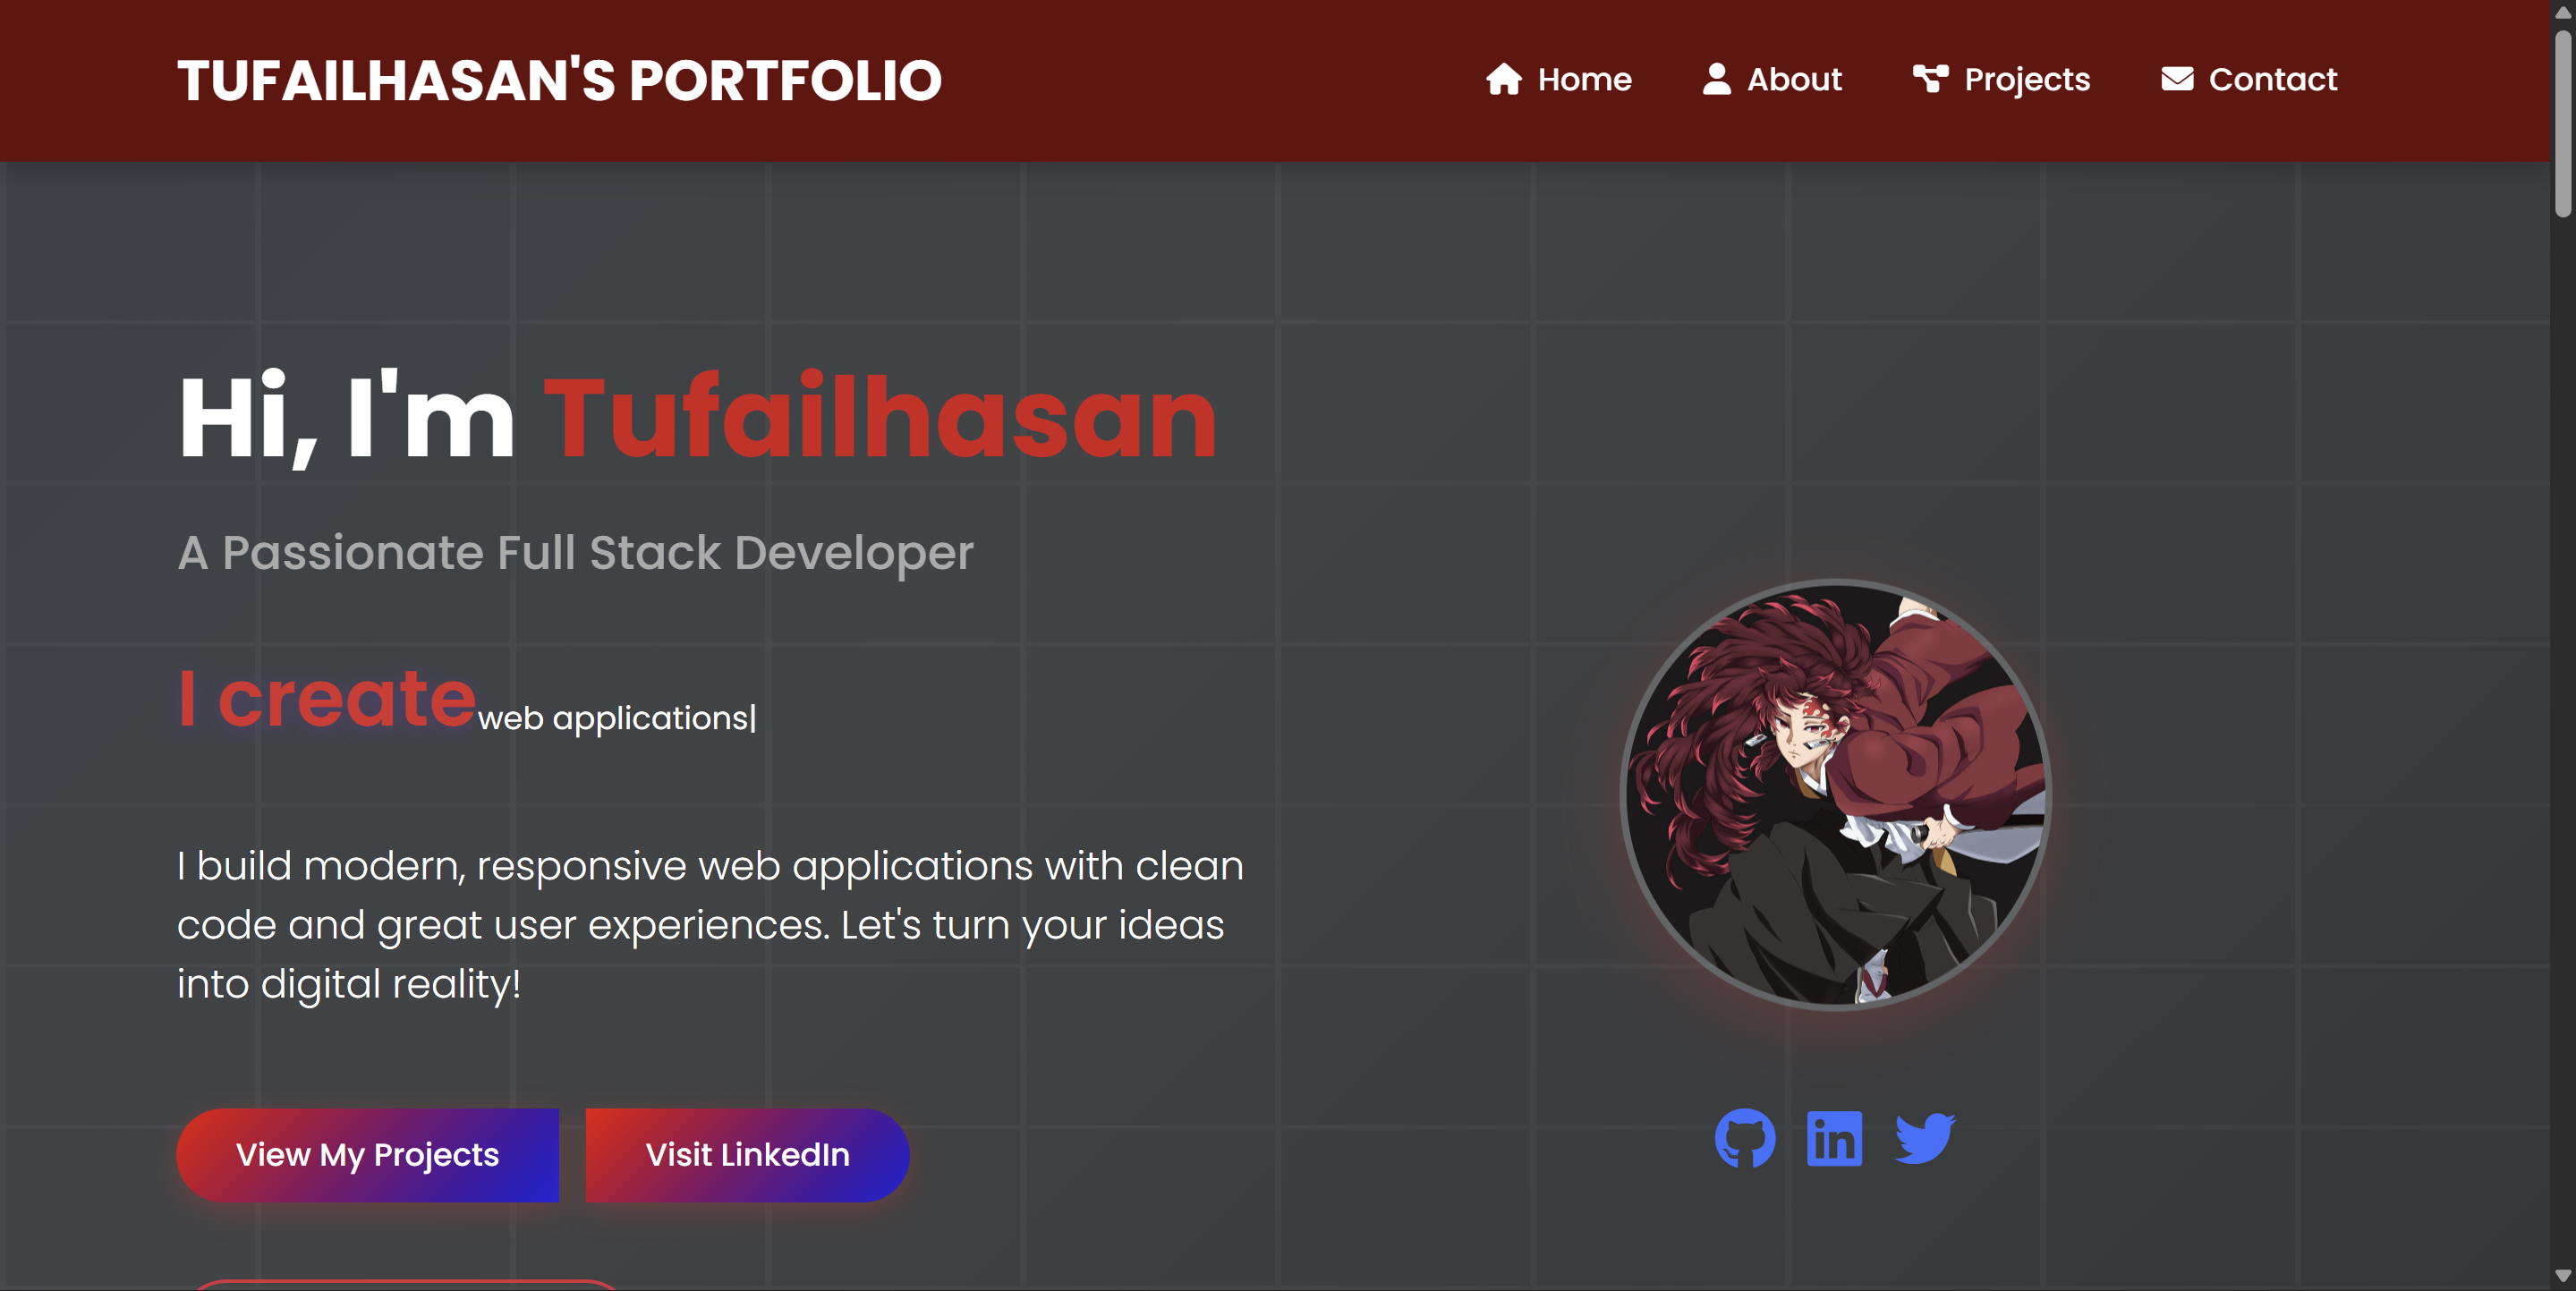 TUFAILHASAN'S PORTFOLIO
Home
About
Projects
Contact
Hi, I'm Tufailhasan
A Passionate Full Stack Developer
I create web applications|
I build modern, responsive web applications with clean
code and great user experiences. Let's turn your ideas
into digital reality!
View My Projects
Visit LinkedIn
in